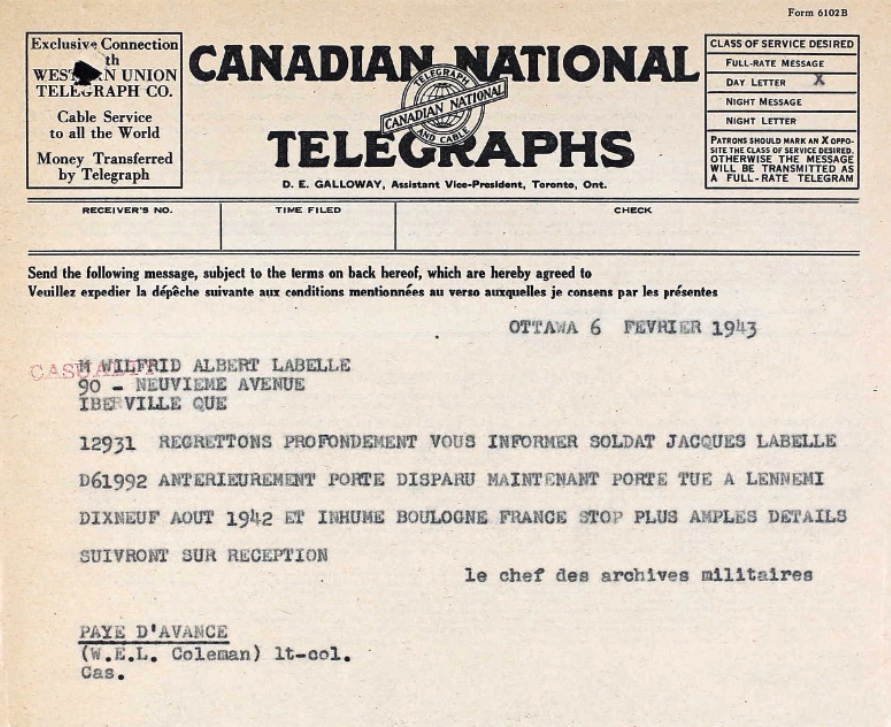 Form 6102B
Exclusive Connection
th
WESTERN UNION
TELEGRAPH CO.
Cable Service
to all the World
Money Transferred
by Telegraph
CANADIAN NATIONAL
TELEGRAPH
CANADIAN NATIONAL
AND CABLE
TELEGRAPHS
D. E. GALLOWAY, Assistant Vice-President, Toronto, Ont.
CLASS OF SERVICE DESIRED
FULL-RATE MESSAGE
DAY LETTER X
NIGHT MESSAGE
NIGHT LETTER
PATRONS SHOULD MARK AN X OPPO-
SITE THE CLASS OF SERVICE DESIRED.
OTHERWISE THE MESSAGE
WILL BE TRANSMITTED AS
A FULL-RATE TELEGRAM
RECEIVER'S NO. TIME FILED CHECK
Send the following message, subject to the terms on back hereof, which are hereby agreed to
Veuillez expedier la dépêche suivante aux conditions mentionnées au verso auxquelles je consens par les présentes
OTTAWA 6 FEVRIER 1943
CASUALTY
M WILFRID ALBERT LABELLE
90 - NEUVIEME AVENUE
IBERVILLE QUE
12931 REGRETTONS PROFONDEMENT VOUS INFORMER SOLDAT JACQUES LABELLE
D61992 ANTERIEUREMENT PORTE DISPARU MAINTENANT PORTE TUE A LENNEMI
DIXNEUF AOUT 1942 ET INHUME BOULOGNE FRANCE STOP PLUS AMPLES DETAILS
SUIVRONT SUR RECEPTION
le chef des archives militaires
PAYE D'AVANCE
(W.E.L. Coleman) lt-col.
Cas.